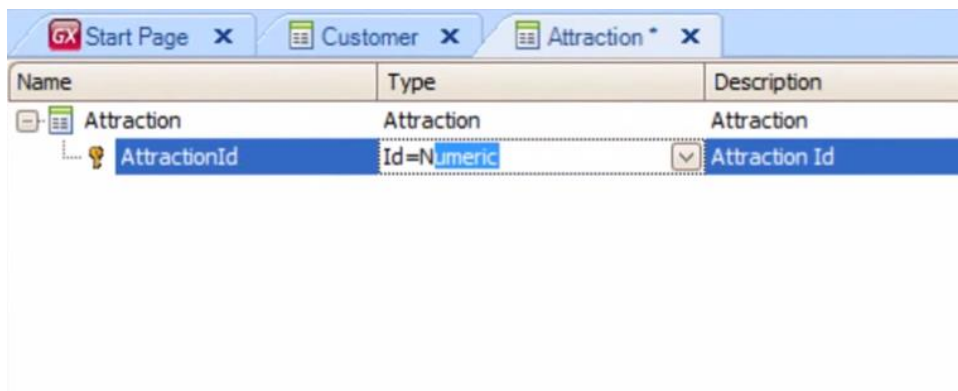 GX Start Page x Customer x Attraction * x
Name Type Description
Attraction Attraction Attraction
AttractionId Id=Numeric Attraction Id